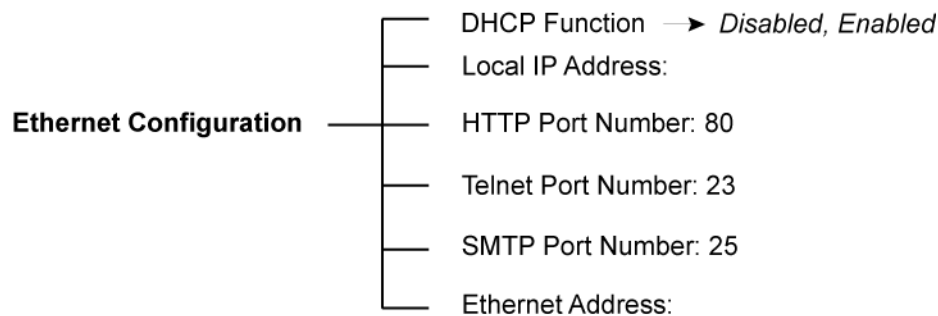 DHCP Function Disabled, Enabled
Local IP Address:
Ethernet Configuration
HTTP Port Number: 80
Telnet Port Number: 23
SMTP Port Number: 25
Ethernet Address: